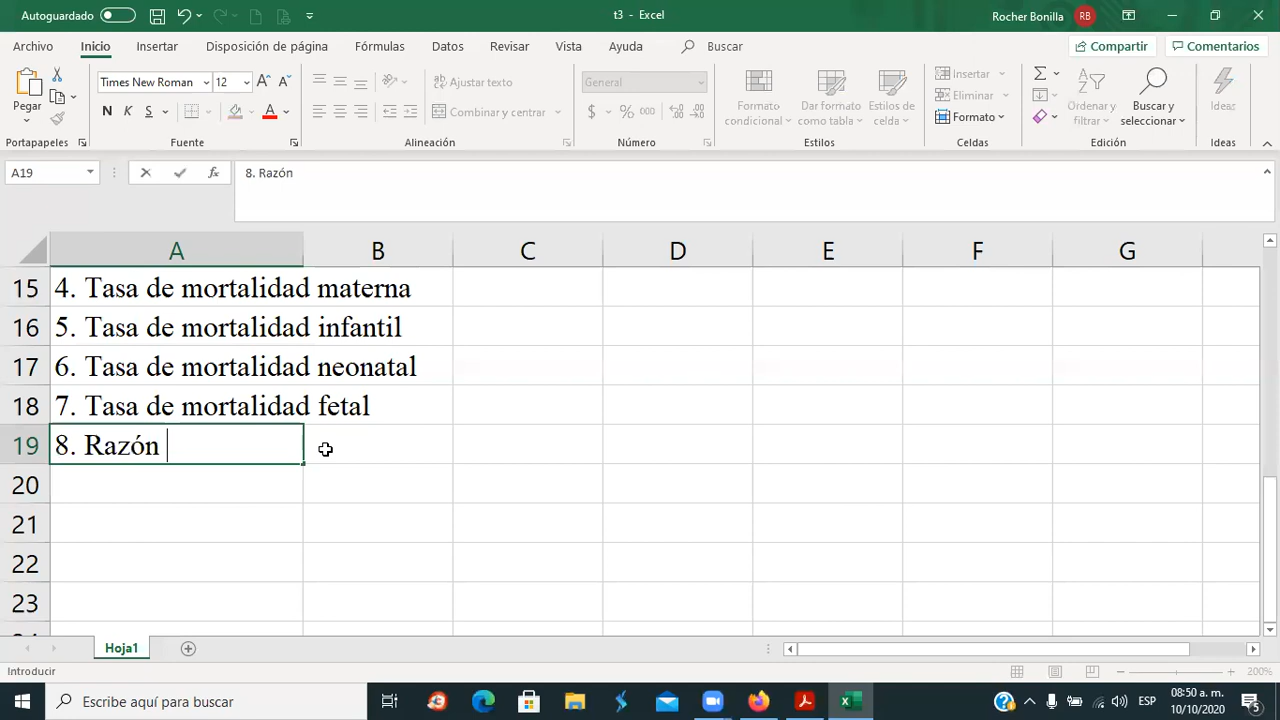 Autoguardado
t3 - Excel
Rocher Bonilla
RB
Archivo Inicio Insertar Disposición de página Fórmulas Datos Revisar Vista Ayuda Buscar
Compartir Comentarios
Pegar
Times New Roman 12
N K S
Ajustar texto
Combinar y centrar
General
$ % 000
Formato condicional
Dar formato como tabla
Estilos de celda
Insertar
Eliminar
Formato
Ordenar y filtrar
Buscar y seleccionar
Ideas
Portapapeles Fuente Alineación Número Estilos Celdas Edición Ideas
A19
fx
8. Razón
A B C D E F G
15 4. Tasa de mortalidad materna
16 5. Tasa de mortalidad infantil
17 6. Tasa de mortalidad neonatal
18 7. Tasa de mortalidad fetal
19 8. Razón
20
21
22
23
Hoja1
Introducir
200%
Escribe aquí para buscar
ESP
08:50 a. m.
10/10/2020
5